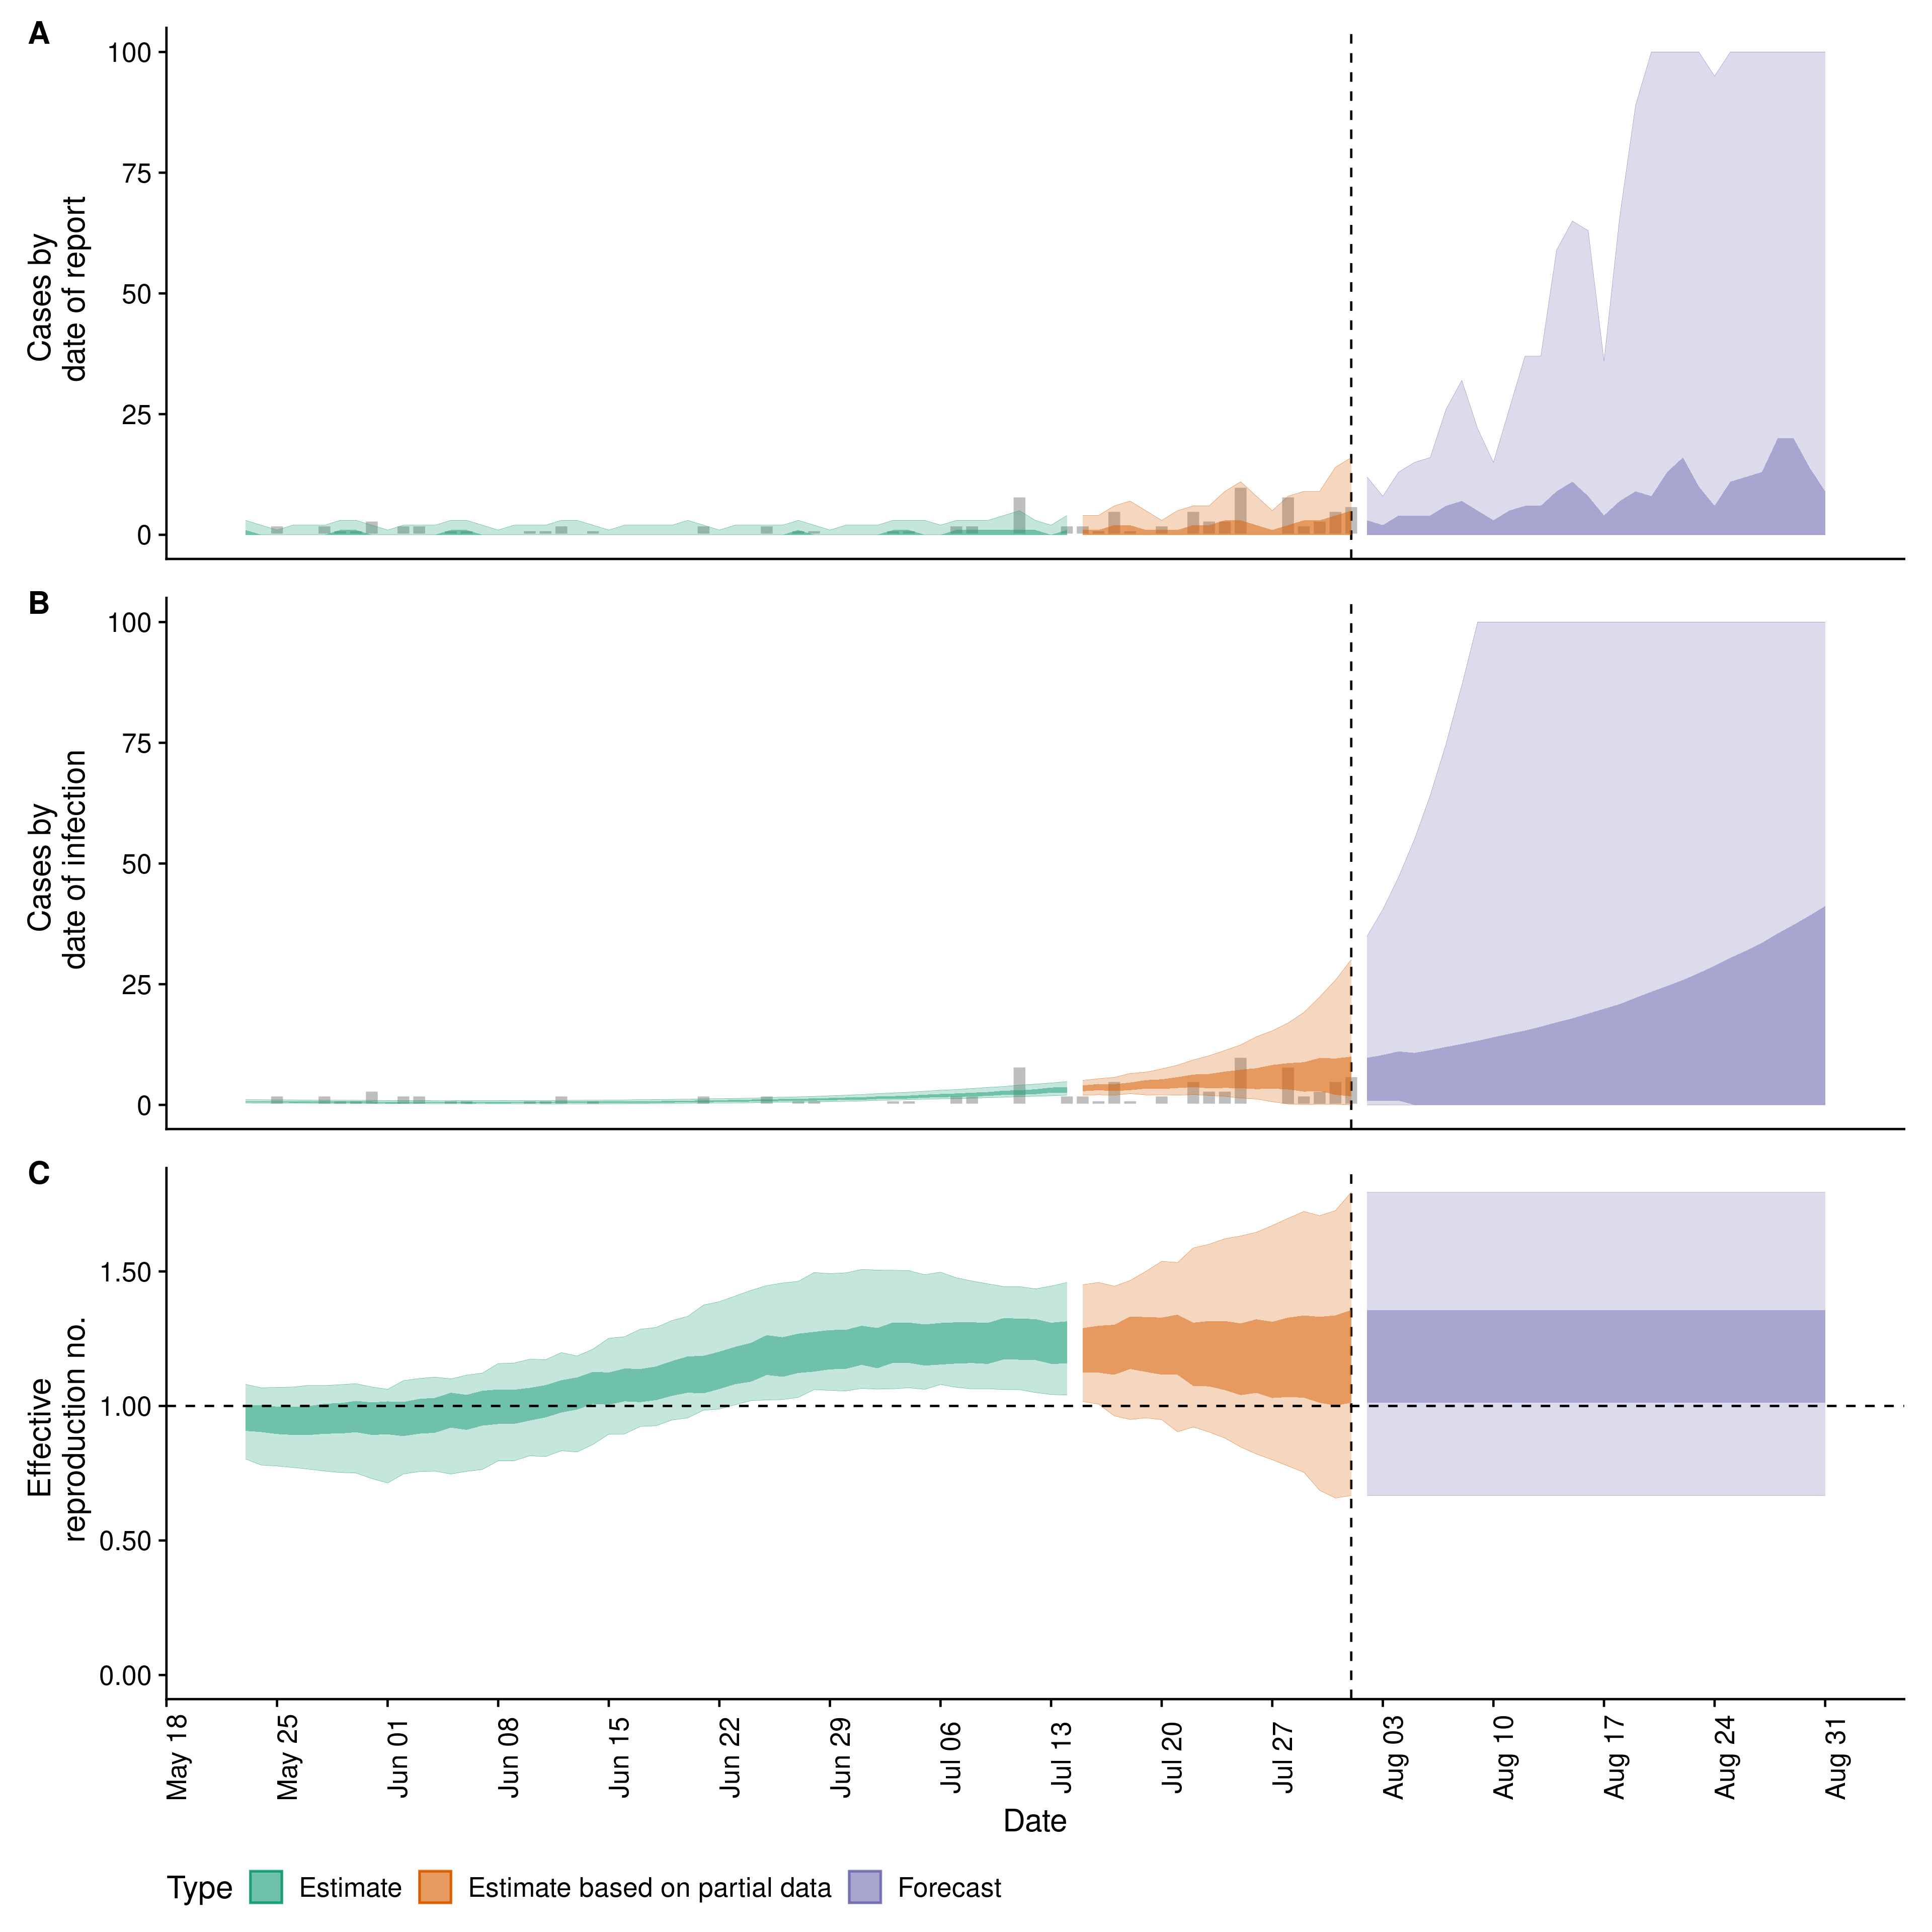 A
100
75
50
25
0
Cases by
date of report
B
100
75
50
25
0
Cases by
date of infection
C
1.50
1.00
0.50
0.00
Effective
reproduction no.
May 18
May 25
Jun 01
Jun 08
Jun 15
Jun 22
Jun 29
Jul 06
Jul 13
Jul 20
Jul 27
Aug 03
Aug 10
Aug 17
Aug 24
Aug 31
Date
Type Estimate Estimate based on partial data Forecast